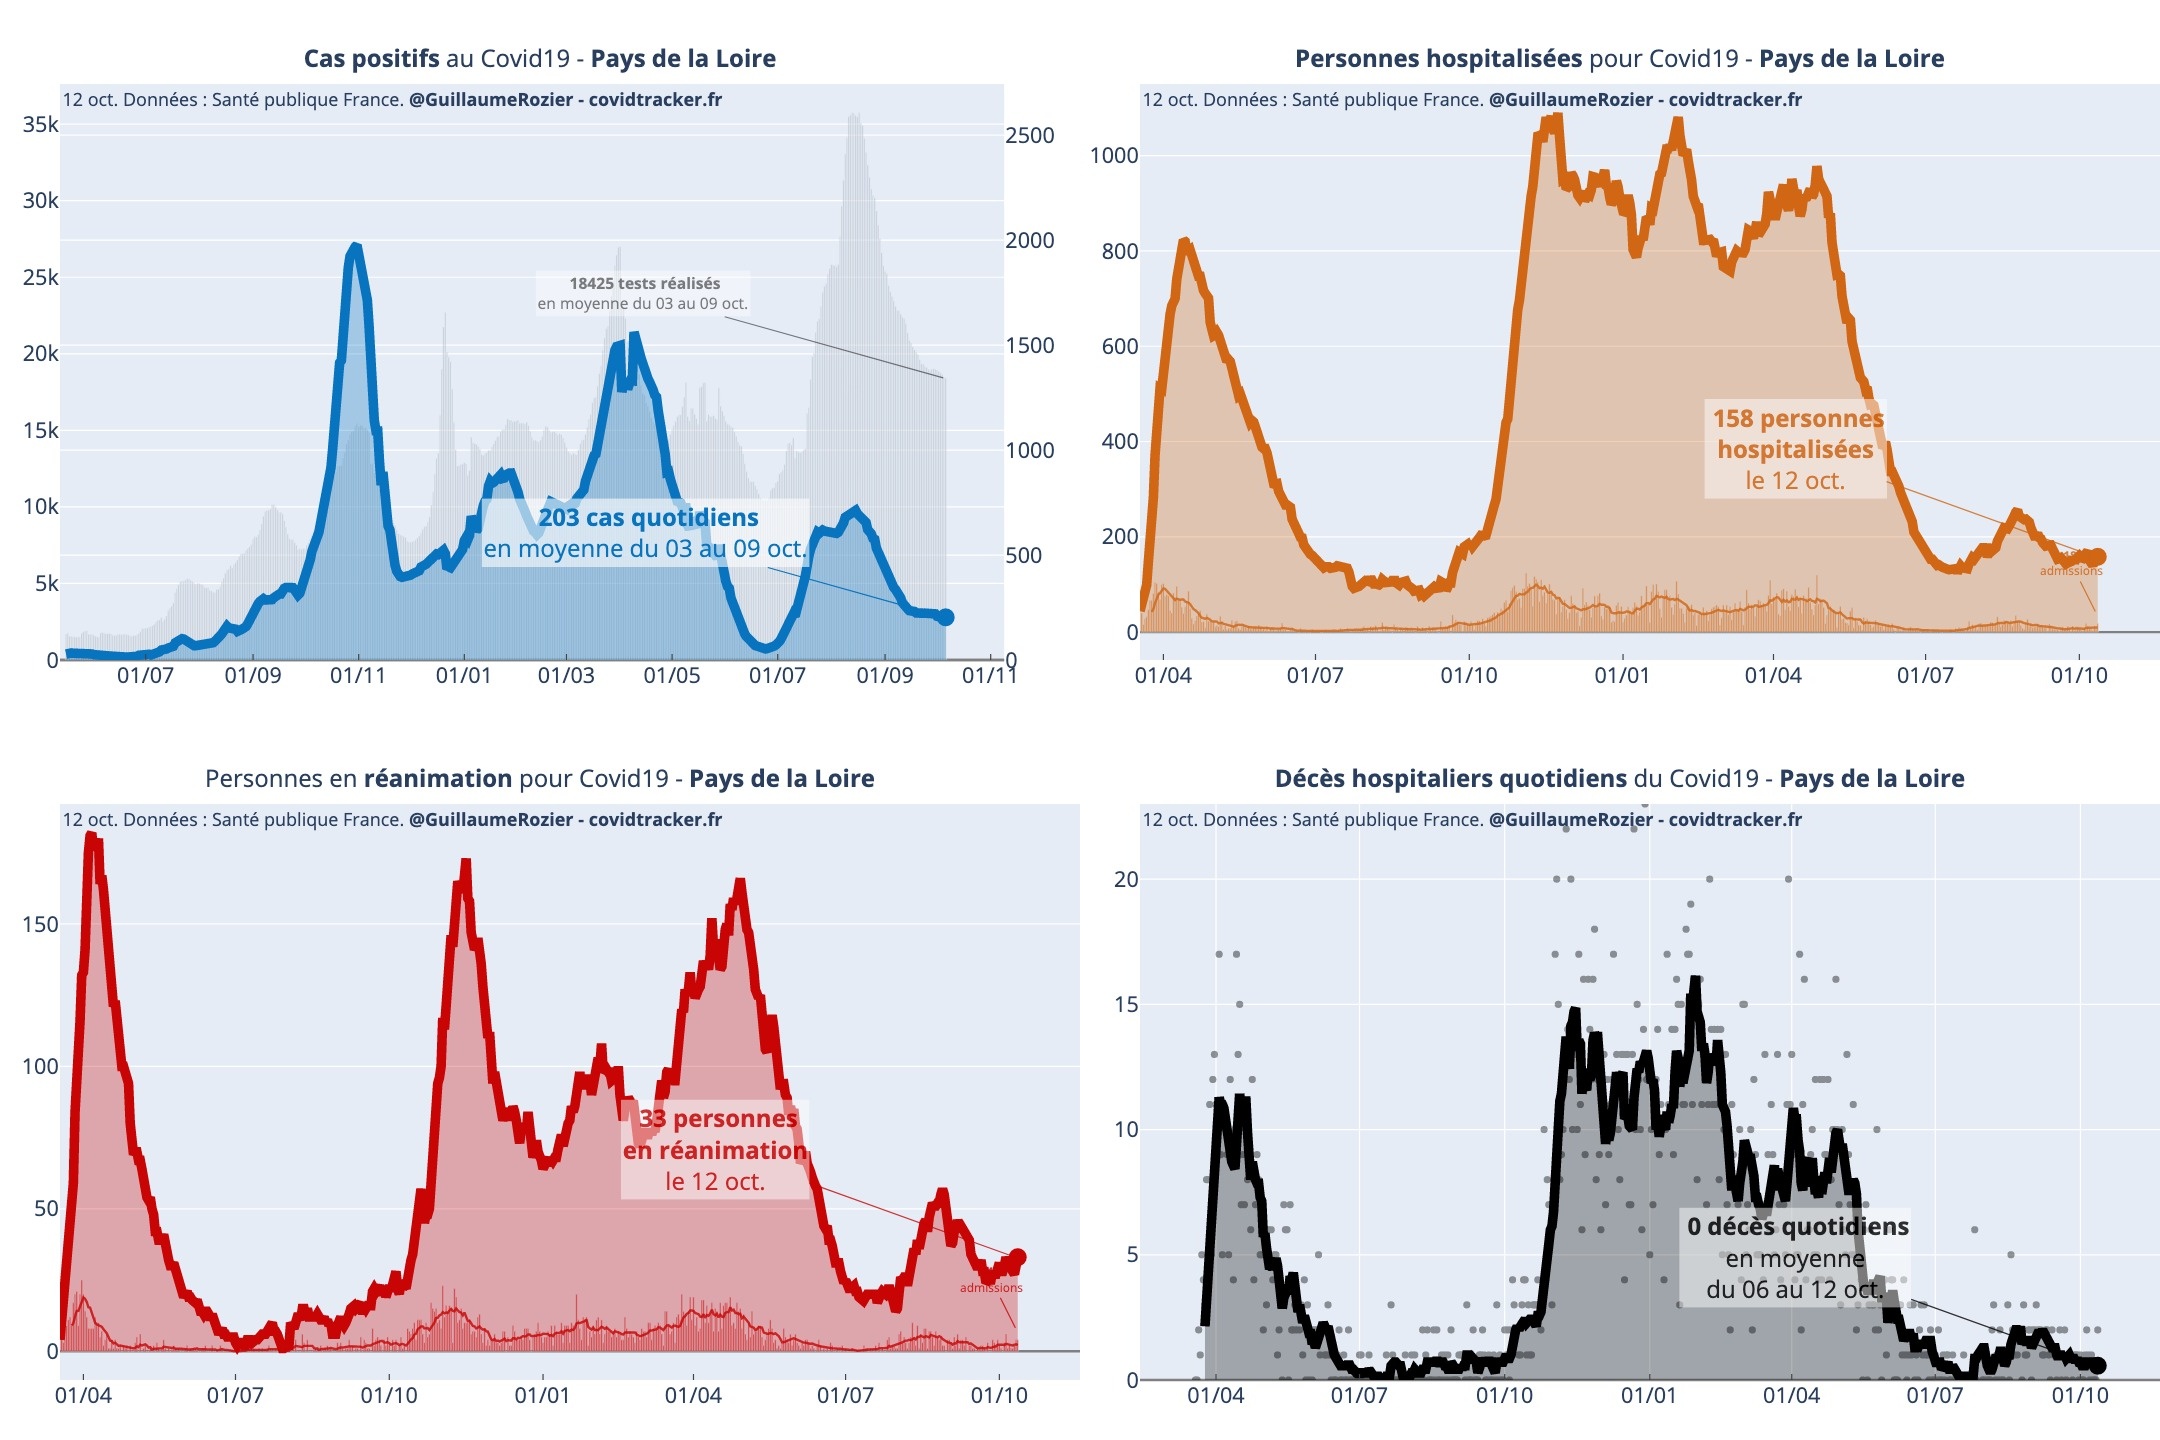 Cas positifs au Covid19 - Pays de la Loire
12 oct. Données : Santé publique France. @GuillaumeRozier - covidtracker.fr
35k
30k
25k
20k
15k
10k
5k
0
2500
2000
1500
1000
500
0
18425 tests réalisés
en moyenne du 03 au 09 oct.
203 cas quotidiens
en moyenne du 03 au 09 oct.
01/07 01/09 01/11 01/01 01/03 01/05 01/07 01/09 01/11
Personnes hospitalisées pour Covid19 - Pays de la Loire
12 oct. Données : Santé publique France. @GuillaumeRozier - covidtracker.fr
1000
800
600
400
200
0
158 personnes
hospitalisées
le 12 oct.
admissions
01/04 01/07 01/10 01/01 01/04 01/07 01/10
Personnes en réanimation pour Covid19 - Pays de la Loire
12 oct. Données : Santé publique France. @GuillaumeRozier - covidtracker.fr
150
100
50
0
33 personnes
en réanimation
le 12 oct.
admissions
01/04 01/07 01/10 01/01 01/04 01/07 01/10
Décès hospitaliers quotidiens du Covid19 - Pays de la Loire
12 oct. Données : Santé publique France. @GuillaumeRozier - covidtracker.fr
20
15
10
5
0
0 décès quotidiens
en moyenne
du 06 au 12 oct.
01/04 01/07 01/10 01/01 01/04 01/07 01/10